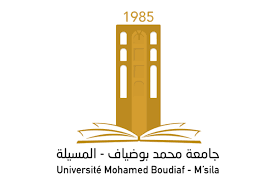 1985
جامعة محمد بوضياف - المسيلة
Université Mohamed Boudiaf - M'sila